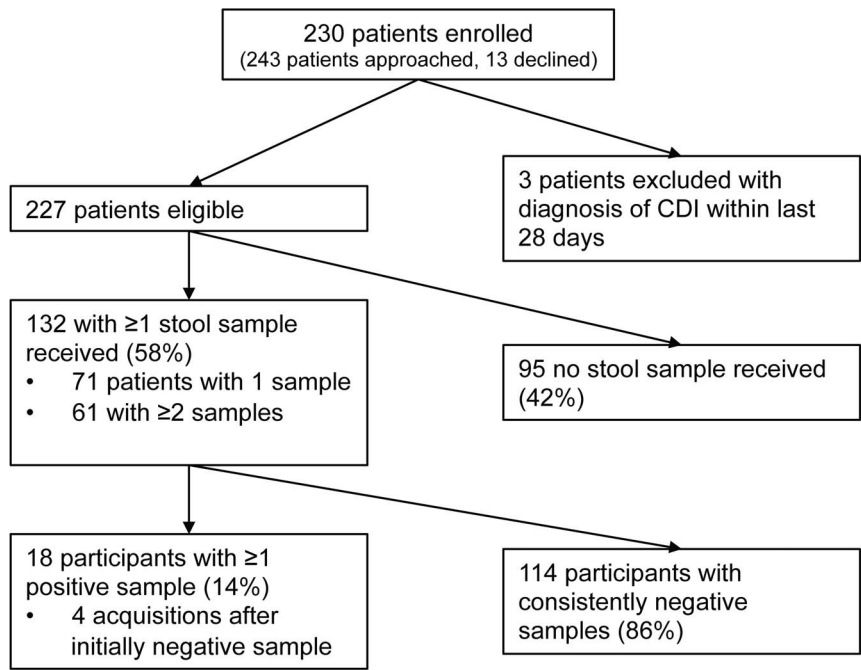 230 patients enrolled
(243 patients approached, 13 declined)
227 patients eligible
3 patients excluded with
diagnosis of CDI within last
28 days
132 with ≥1 stool sample
received (58%)
• 71 patients with 1 sample
• 61 with ≥2 samples
95 no stool sample received
(42%)
18 participants with ≥1
positive sample (14%)
• 4 acquisitions after
initially negative sample
114 participants with
consistently negative
samples (86%)